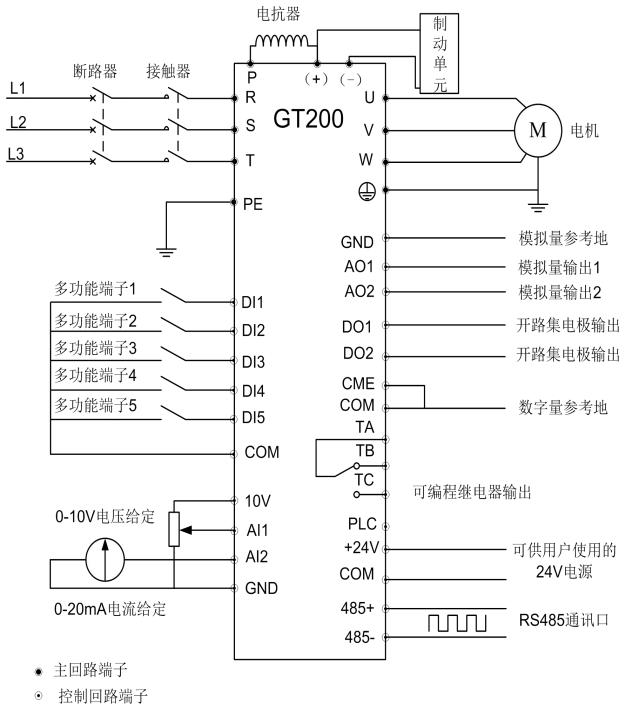 电抗器
制动单元
断路器
接触器
P
(+)
(-)
L1
R
U
L2
S
GT200
V
M
电机
L3
T
W
PE
GND
模拟量参考地
AO1
模拟量输出1
AO2
模拟量输出2
多功能端子1
DI1
多功能端子2
DI2
多功能端子3
DI3
多功能端子4
DI4
多功能端子5
DI5
COM
DO1
开路集电极输出
DO2
开路集电极输出
CME
COM
数字量参考地
TA
TB
TC
可编程继电器输出
10V
0-10V电压给定
AI1
AI2
GND
0-20mA电流给定
PLC
+24V
可供用户使用的
24V电源
COM
485+
RS485通讯口
485-
主回路端子
控制回路端子